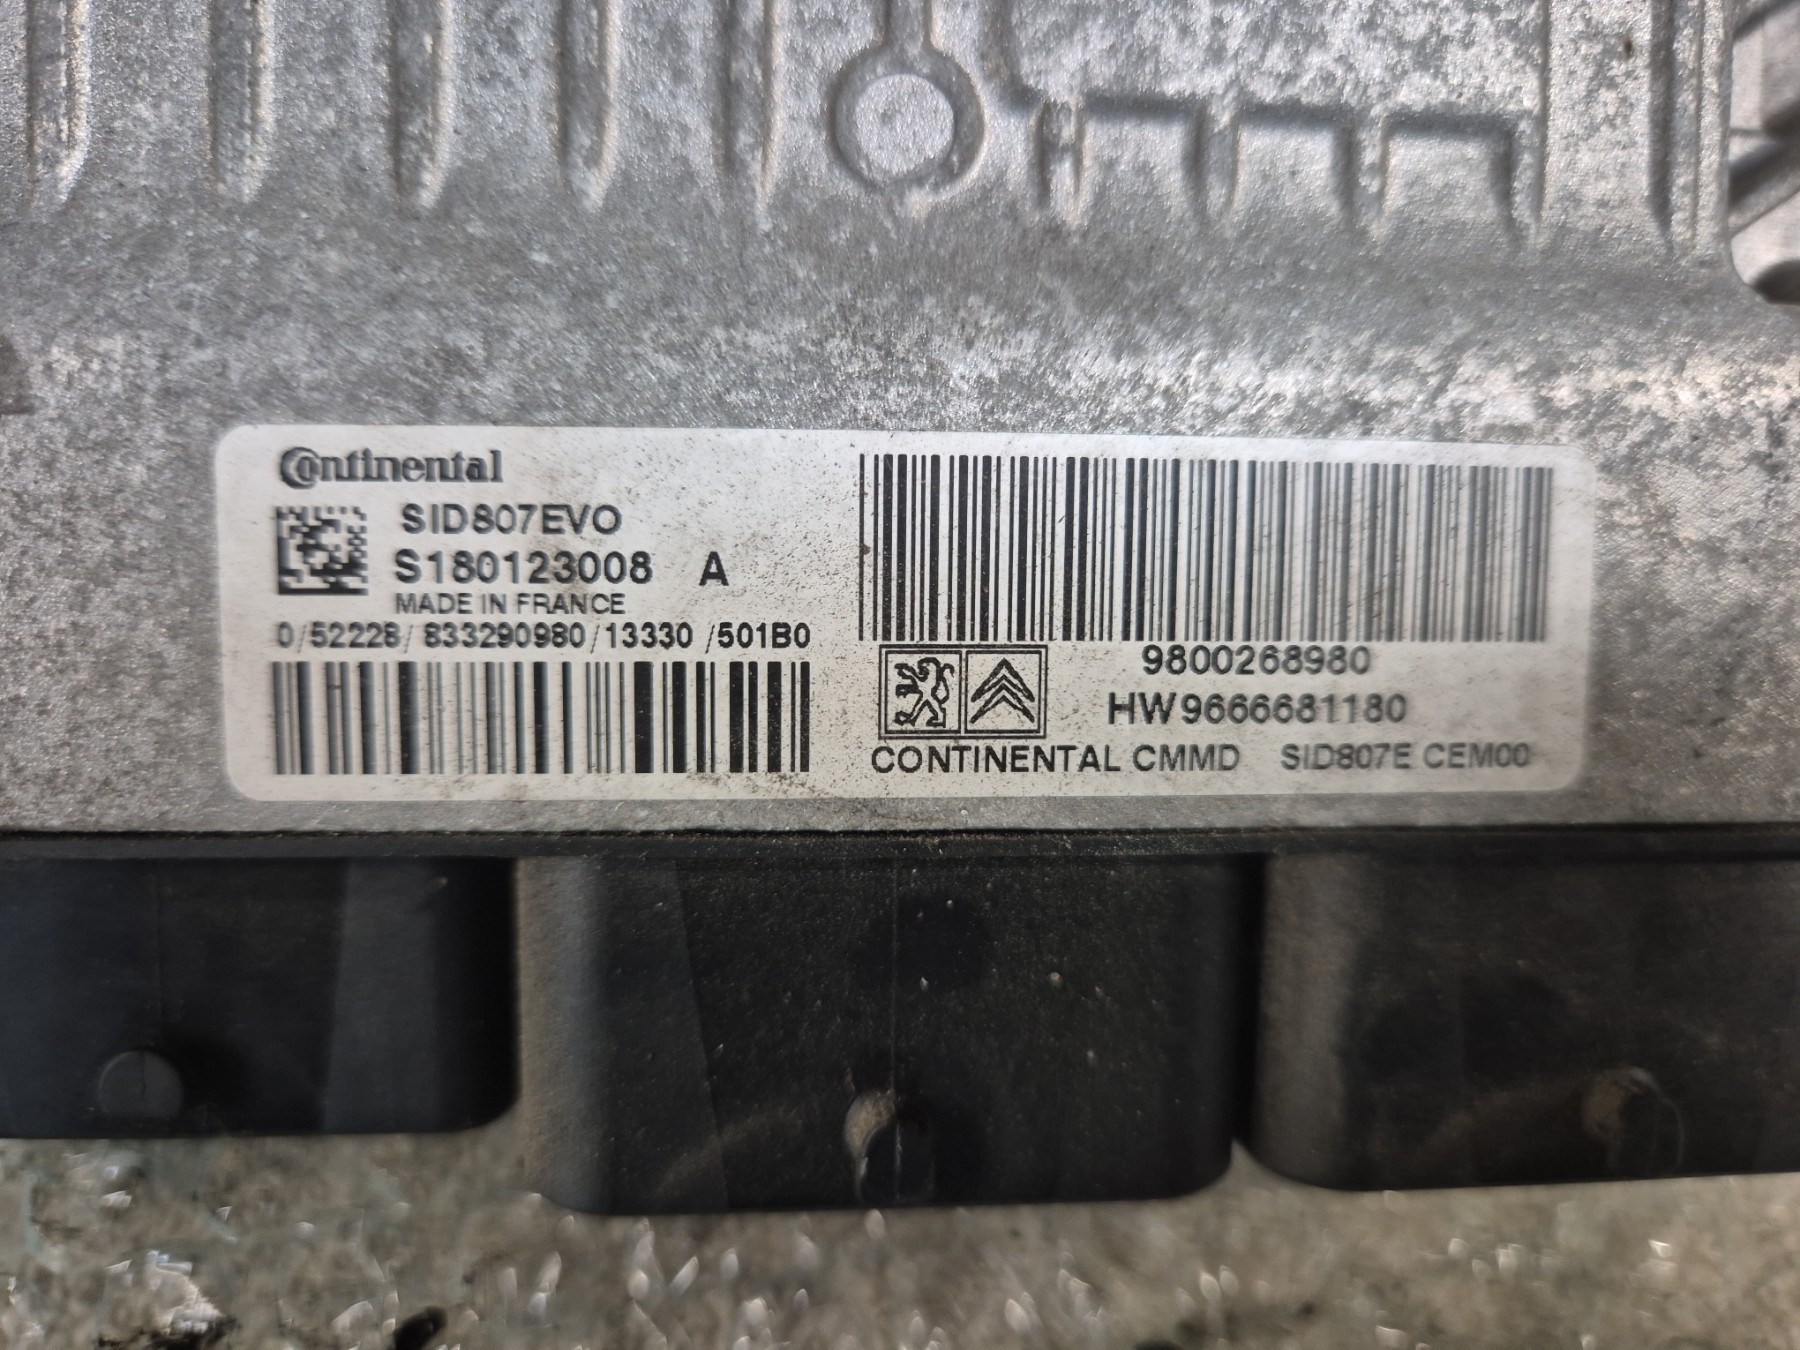 Continental
SID807EVO
S180123008 A
MADE IN FRANCE
0/52228/833290980/13330/501B0
9800268980
HW9666681180
CONTINENTAL CMMD SID807E CEM00